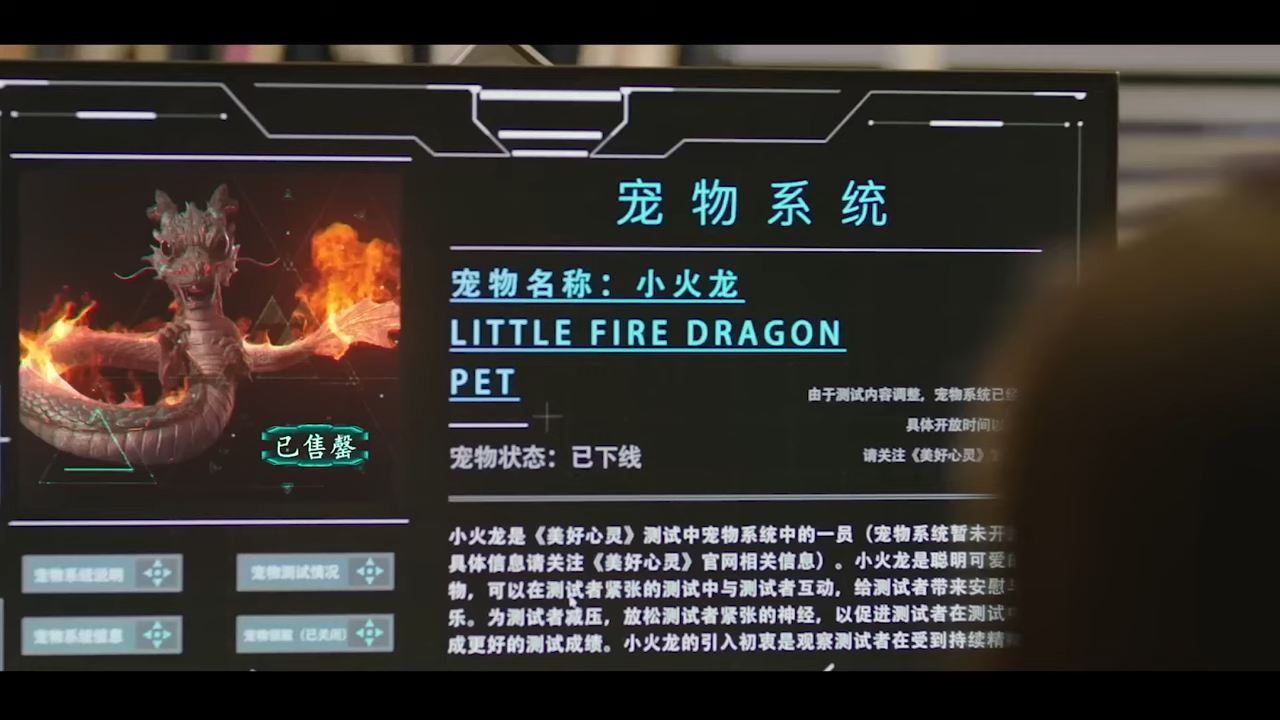 宠物系统
宠物名称：小火龙
LITTLE FIRE DRAGON
PET
由于测试内容调整，宠物系统已经
具体开放时间以
请关注《美好心灵》
宠物状态：已下线
已售罄
小火龙是《美好心灵》测试中宠物系统中的一员（宠物系统暂未开
具体信息请关注《美好心灵》官网相关信息）。小火龙是聪明可爱
物，可以在测试者紧张的测试中与测试者互动，给测试者带来安慰
乐。为测试者减压，放松测试者紧张的神经，以促进测试者在测试
成更好的测试成绩。小火龙的引入初衷是观察测试者在受到持续精
宠物系统说明
宠物测试情况
宠物系统信息
宠物领取（已关闭）